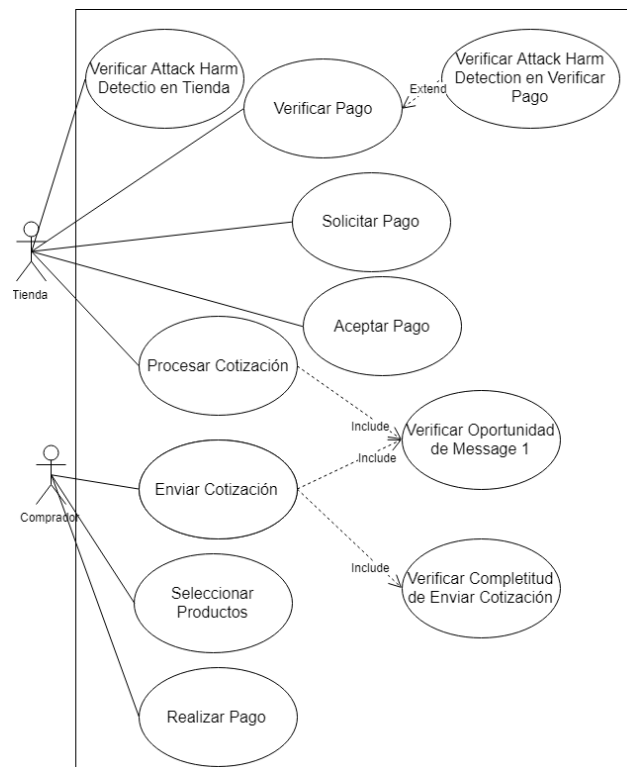 Verificar Attack Harm
Detectio en Tienda
Verificar Pago
Extend
Verificar Attack Harm
Detection en Verificar
Pago
Solicitar Pago
Tienda
Aceptar Pago
Procesar Cotización
Include
Verificar Oportunidad
de Message 1
Include
Enviar Cotización
Comprador
Include
Verificar Completitud
de Enviar Cotización
Seleccionar
Productos
Realizar Pago